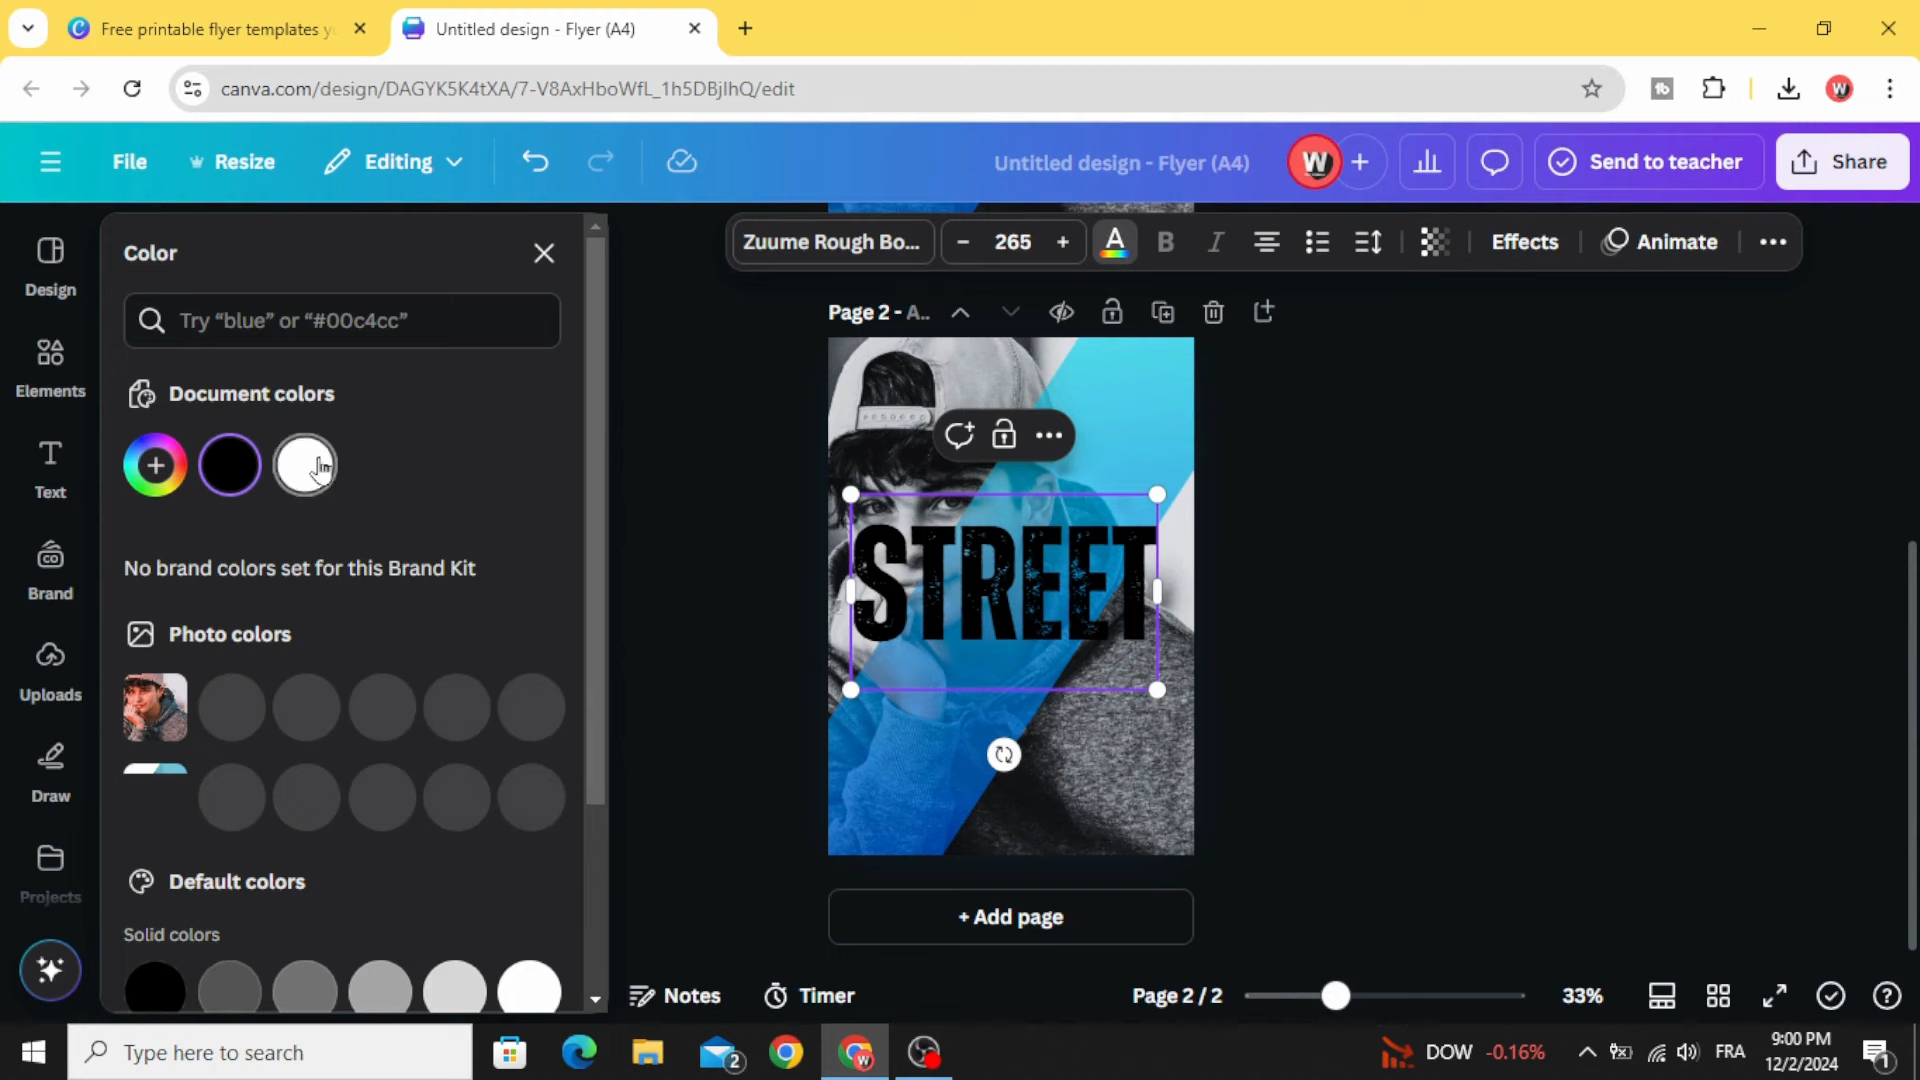 Free printable flyer templates y
Untitled design - Flyer (A4)
canva.com/design/DAGYK5K4tXA/7-V8AxHboWfL_1h5DBjlhQ/edit
File
Resize
Editing
Untitled design - Flyer (A4)
W
Send to teacher
Share
Design
Elements
Text
Brand
Uploads
Draw
Projects
Color
Try “blue” or “#00c4cc”
Document colors
No brand colors set for this Brand Kit
Photo colors
Default colors
Solid colors
Zuume Rough Bo...
265
Effects
Animate
Page 2 - A..
STREET
+ Add page
Notes
Timer
Page 2 / 2
33%
Type here to search
2
DOW -0.16%
FRA
9:00 PM
12/2/2024
1